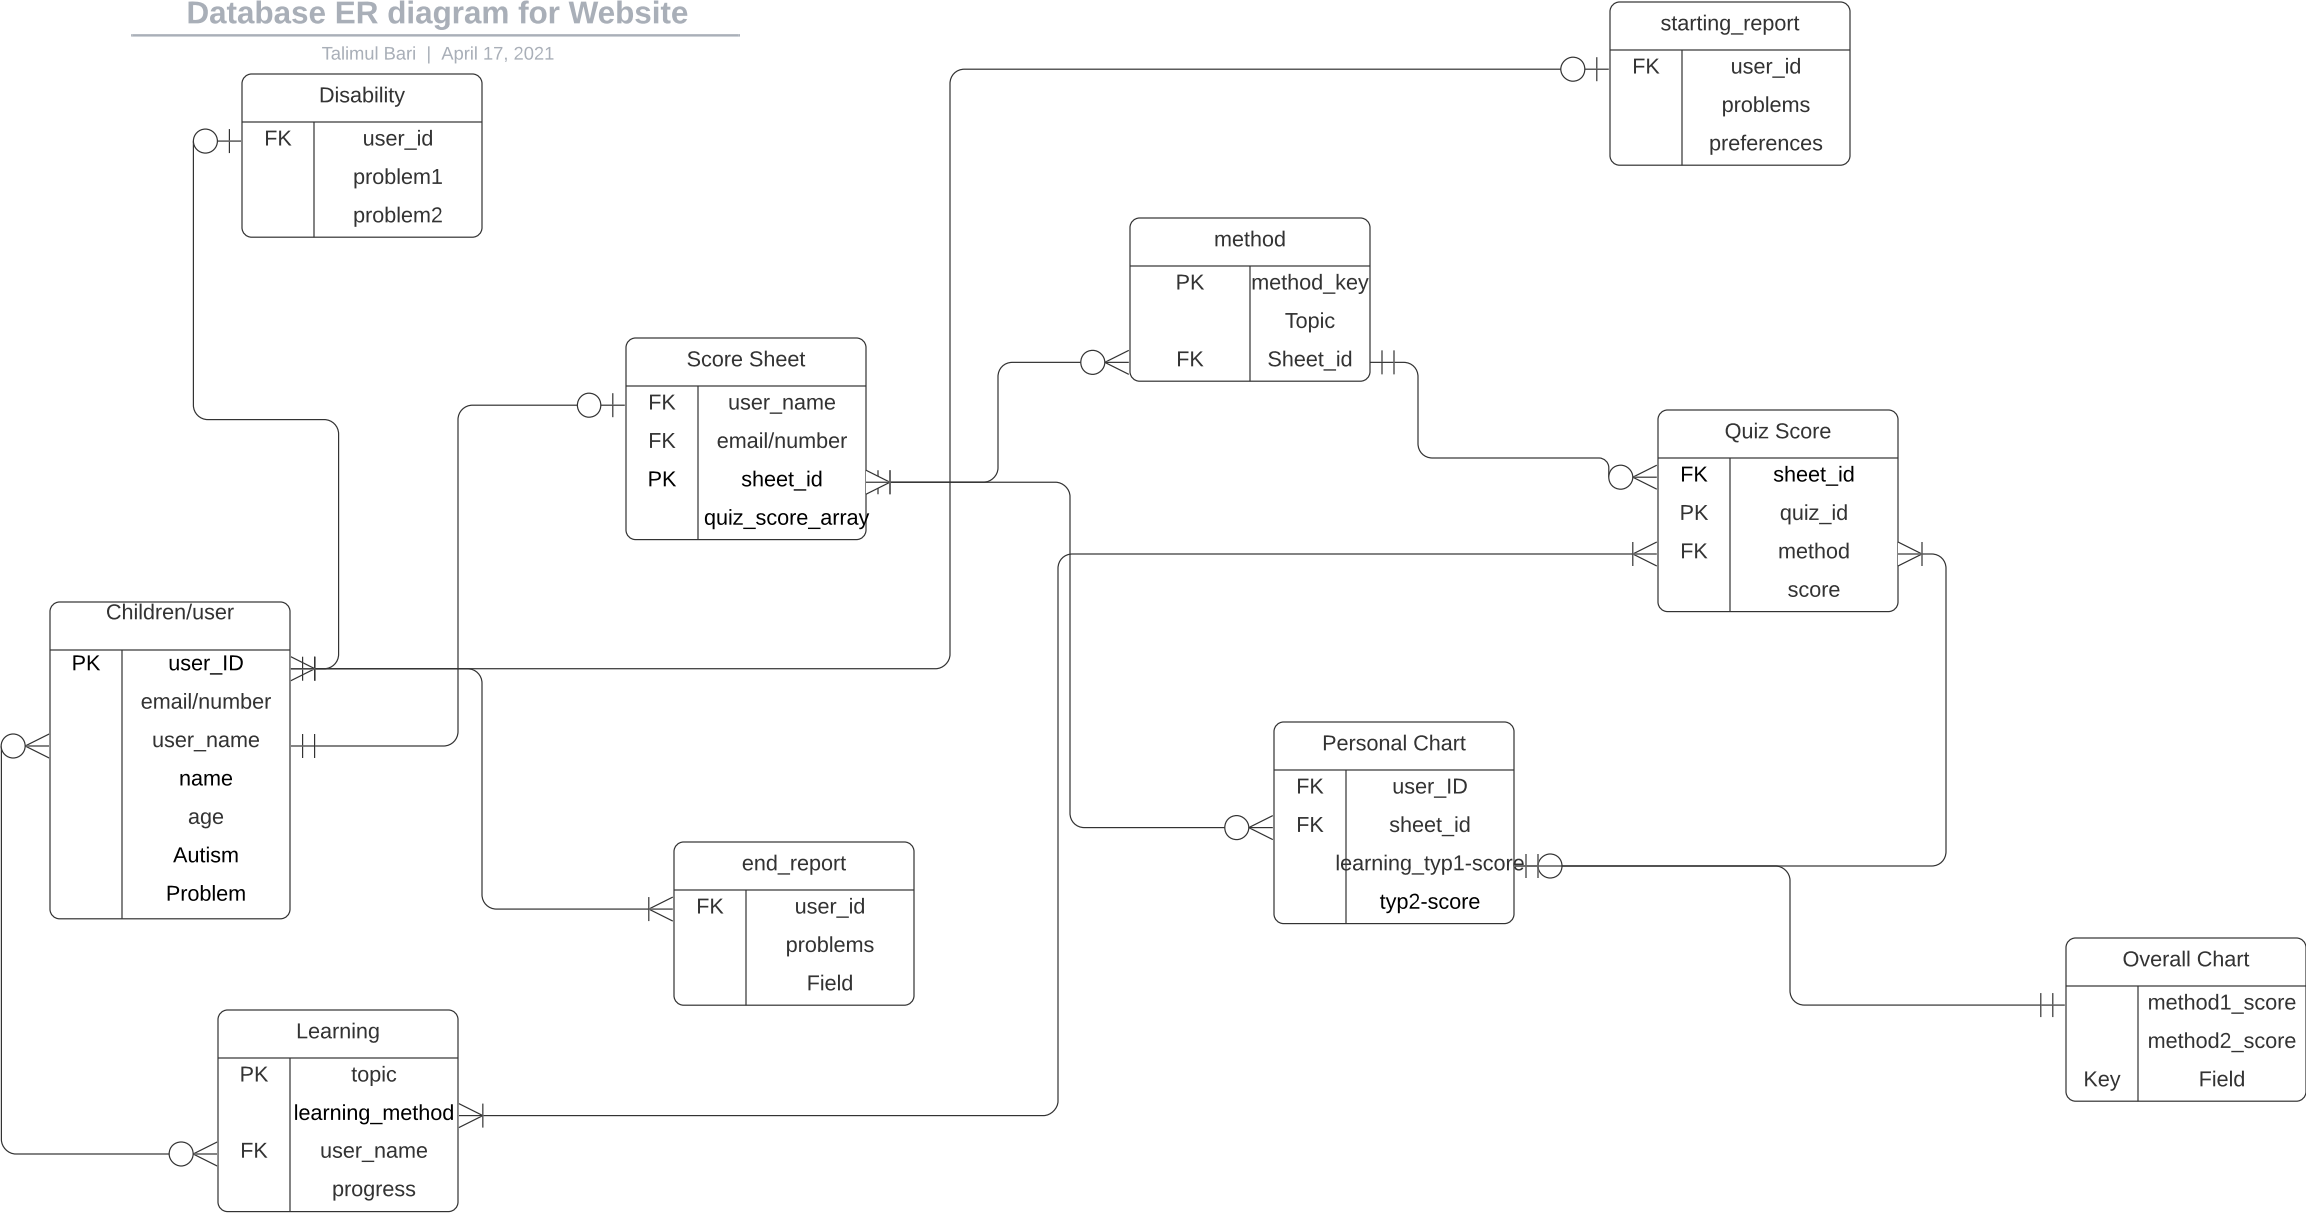 Database ER diagram for Website
Talimul Bari | April 17, 2021
starting_report
FK user_id
problems
preferences
Disability
FK user_id
problem1
problem2
method
PK method_key
Topic
FK Sheet_id
Score Sheet
FK user_name
FK email/number
PK sheet_id
quiz_score_array
Quiz Score
FK sheet_id
PK quiz_id
FK method
score
Children/user
PK user_ID
email/number
user_name
name
age
Autism
Problem
Personal Chart
FK user_ID
FK sheet_id
learning_typ1-score
typ2-score
end_report
FK user_id
problems
Field
Overall Chart
method1_score
method2_score
Key Field
Learning
PK topic
learning_method
FK user_name
progress